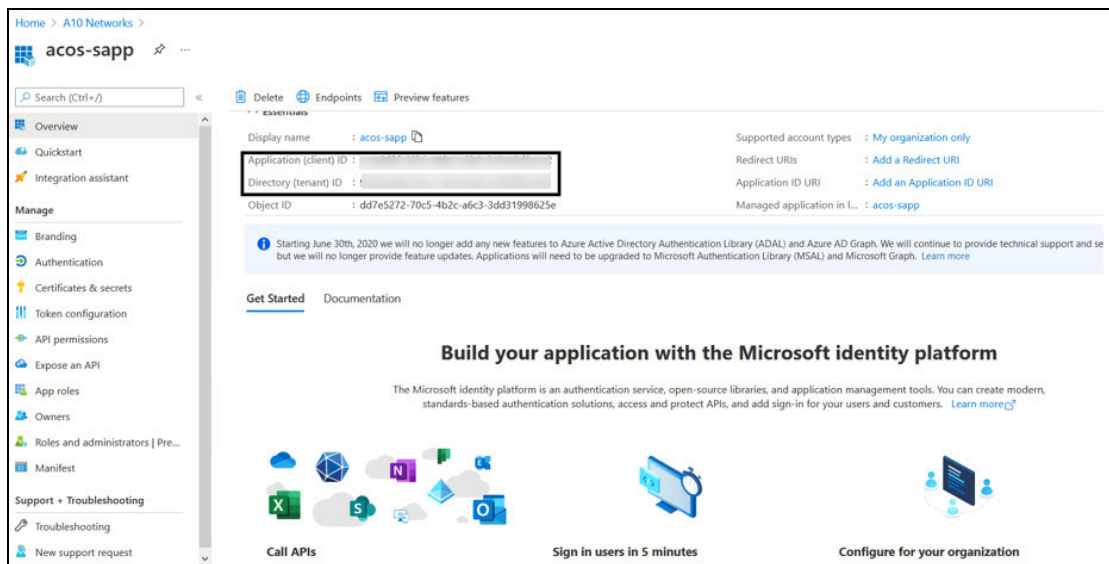 Home > A10 Networks >
acos-sapp
Search (Ctrl+/)
Overview
Quickstart
Integration assistant
Manage
Branding
Authentication
Certificates & secrets
Token configuration
API permissions
Expose an API
App roles
Owners
Roles and administrators | Pre...
Manifest
Support + Troubleshooting
Troubleshooting
New support request
Delete Endpoints Preview features
Essentials
Display name : acos-sapp
Application (client) ID :
Directory (tenant) ID :
Object ID : dd7e5272-70c5-4b2c-a6c3-3dd31998625e
Supported account types : My organization only
Redirect URIs : Add a Redirect URI
Application ID URI : Add an Application ID URI
Managed application in l... : acos-sapp
Starting June 30th, 2020 we will no longer add any new features to Azure Active Directory Authentication Library (ADAL) and Azure AD Graph. We will continue to provide technical support and se
but we will no longer provide feature updates. Applications will need to be upgraded to Microsoft Authentication Library (MSAL) and Microsoft Graph. Learn more
Get Started Documentation
Build your application with the Microsoft identity platform
The Microsoft identity platform is an authentication service, open-source libraries, and application management tools. You can create modern,
standards-based authentication solutions, access and protect APIs, and add sign-in for your users and customers. Learn more
Call APIs
Sign in users in 5 minutes
Configure for your organization